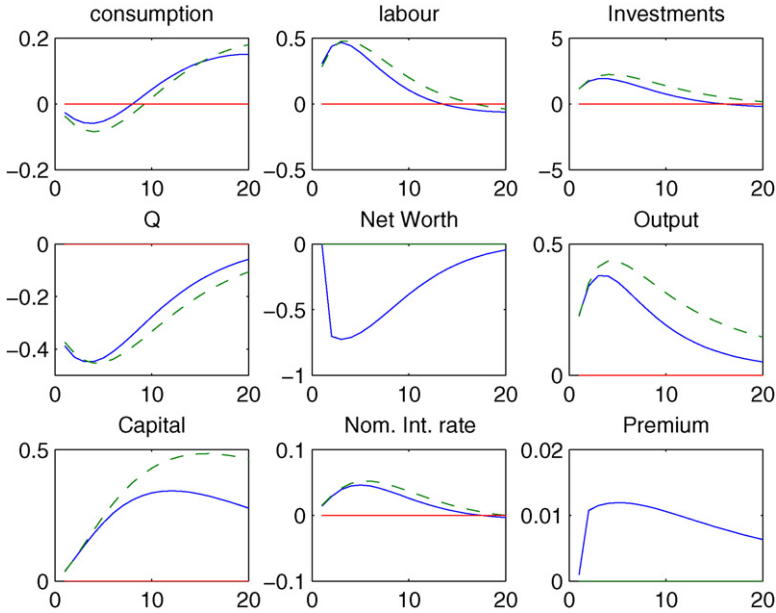 consumption labour Investments
0.2 0.5 5
0 0 0
−0.2 −0.5 −5
0 10 20 0 10 20 0 10 20
Q Net Worth Output
0 0 0.5
−0.2 −0.5
−0.4 −1 0
0 10 20 0 10 20 0 10 20
Capital Nom. Int. rate Premium
0.5 0.1 0.02
0 0.01
0 −0.1 0
0 10 20 0 10 20 0 10 20